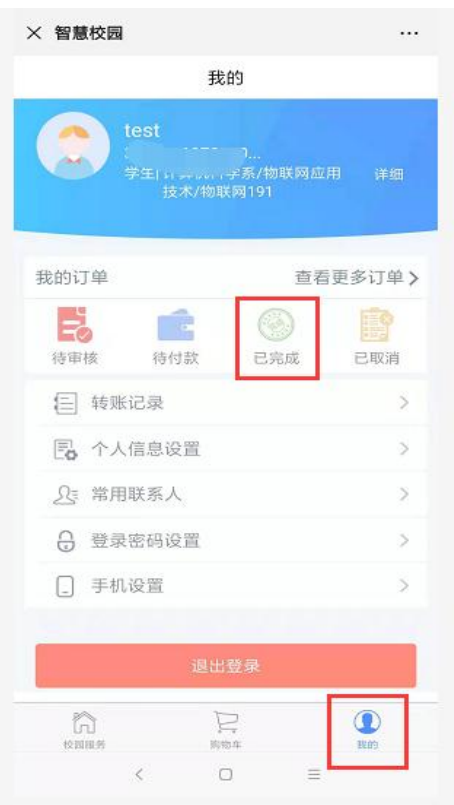 智慧校园
我的
test
学生|计算机科学系/物联网应用
详细
技术/物联网191
我的订单
查看更多订单
待审核
待付款
已完成
已取消
转账记录
个人信息设置
常用联系人
登录密码设置
手机设置
退出登录
校园服务
购物车
我的